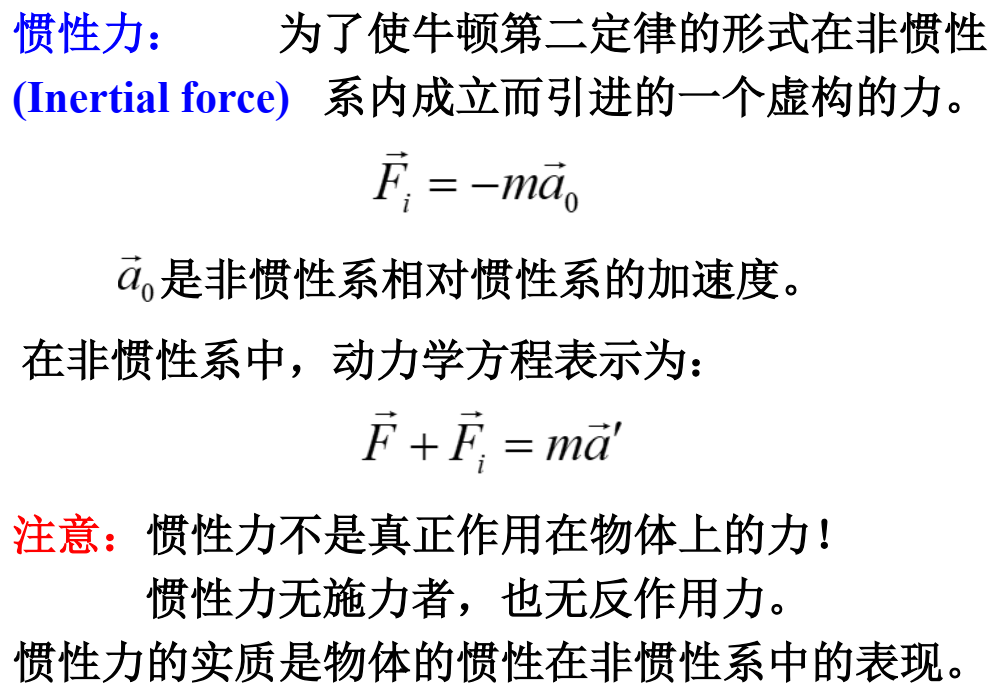 惯性力： 为了使牛顿第二定律的形式在非惯性
(Inertial force) 系内成立而引进的一个虚构的力。
$\vec{F}_i = -m\vec{a}_0$
$\vec{a}_0$是非惯性系相对惯性系的加速度。
在非惯性系中，动力学方程表示为：
$\vec{F} + \vec{F}_i = m\vec{a}'$
注意：惯性力不是真正作用在物体上的力！
惯性力无施力者，也无反作用力。
惯性力的实质是物体的惯性在非惯性系中的表现。